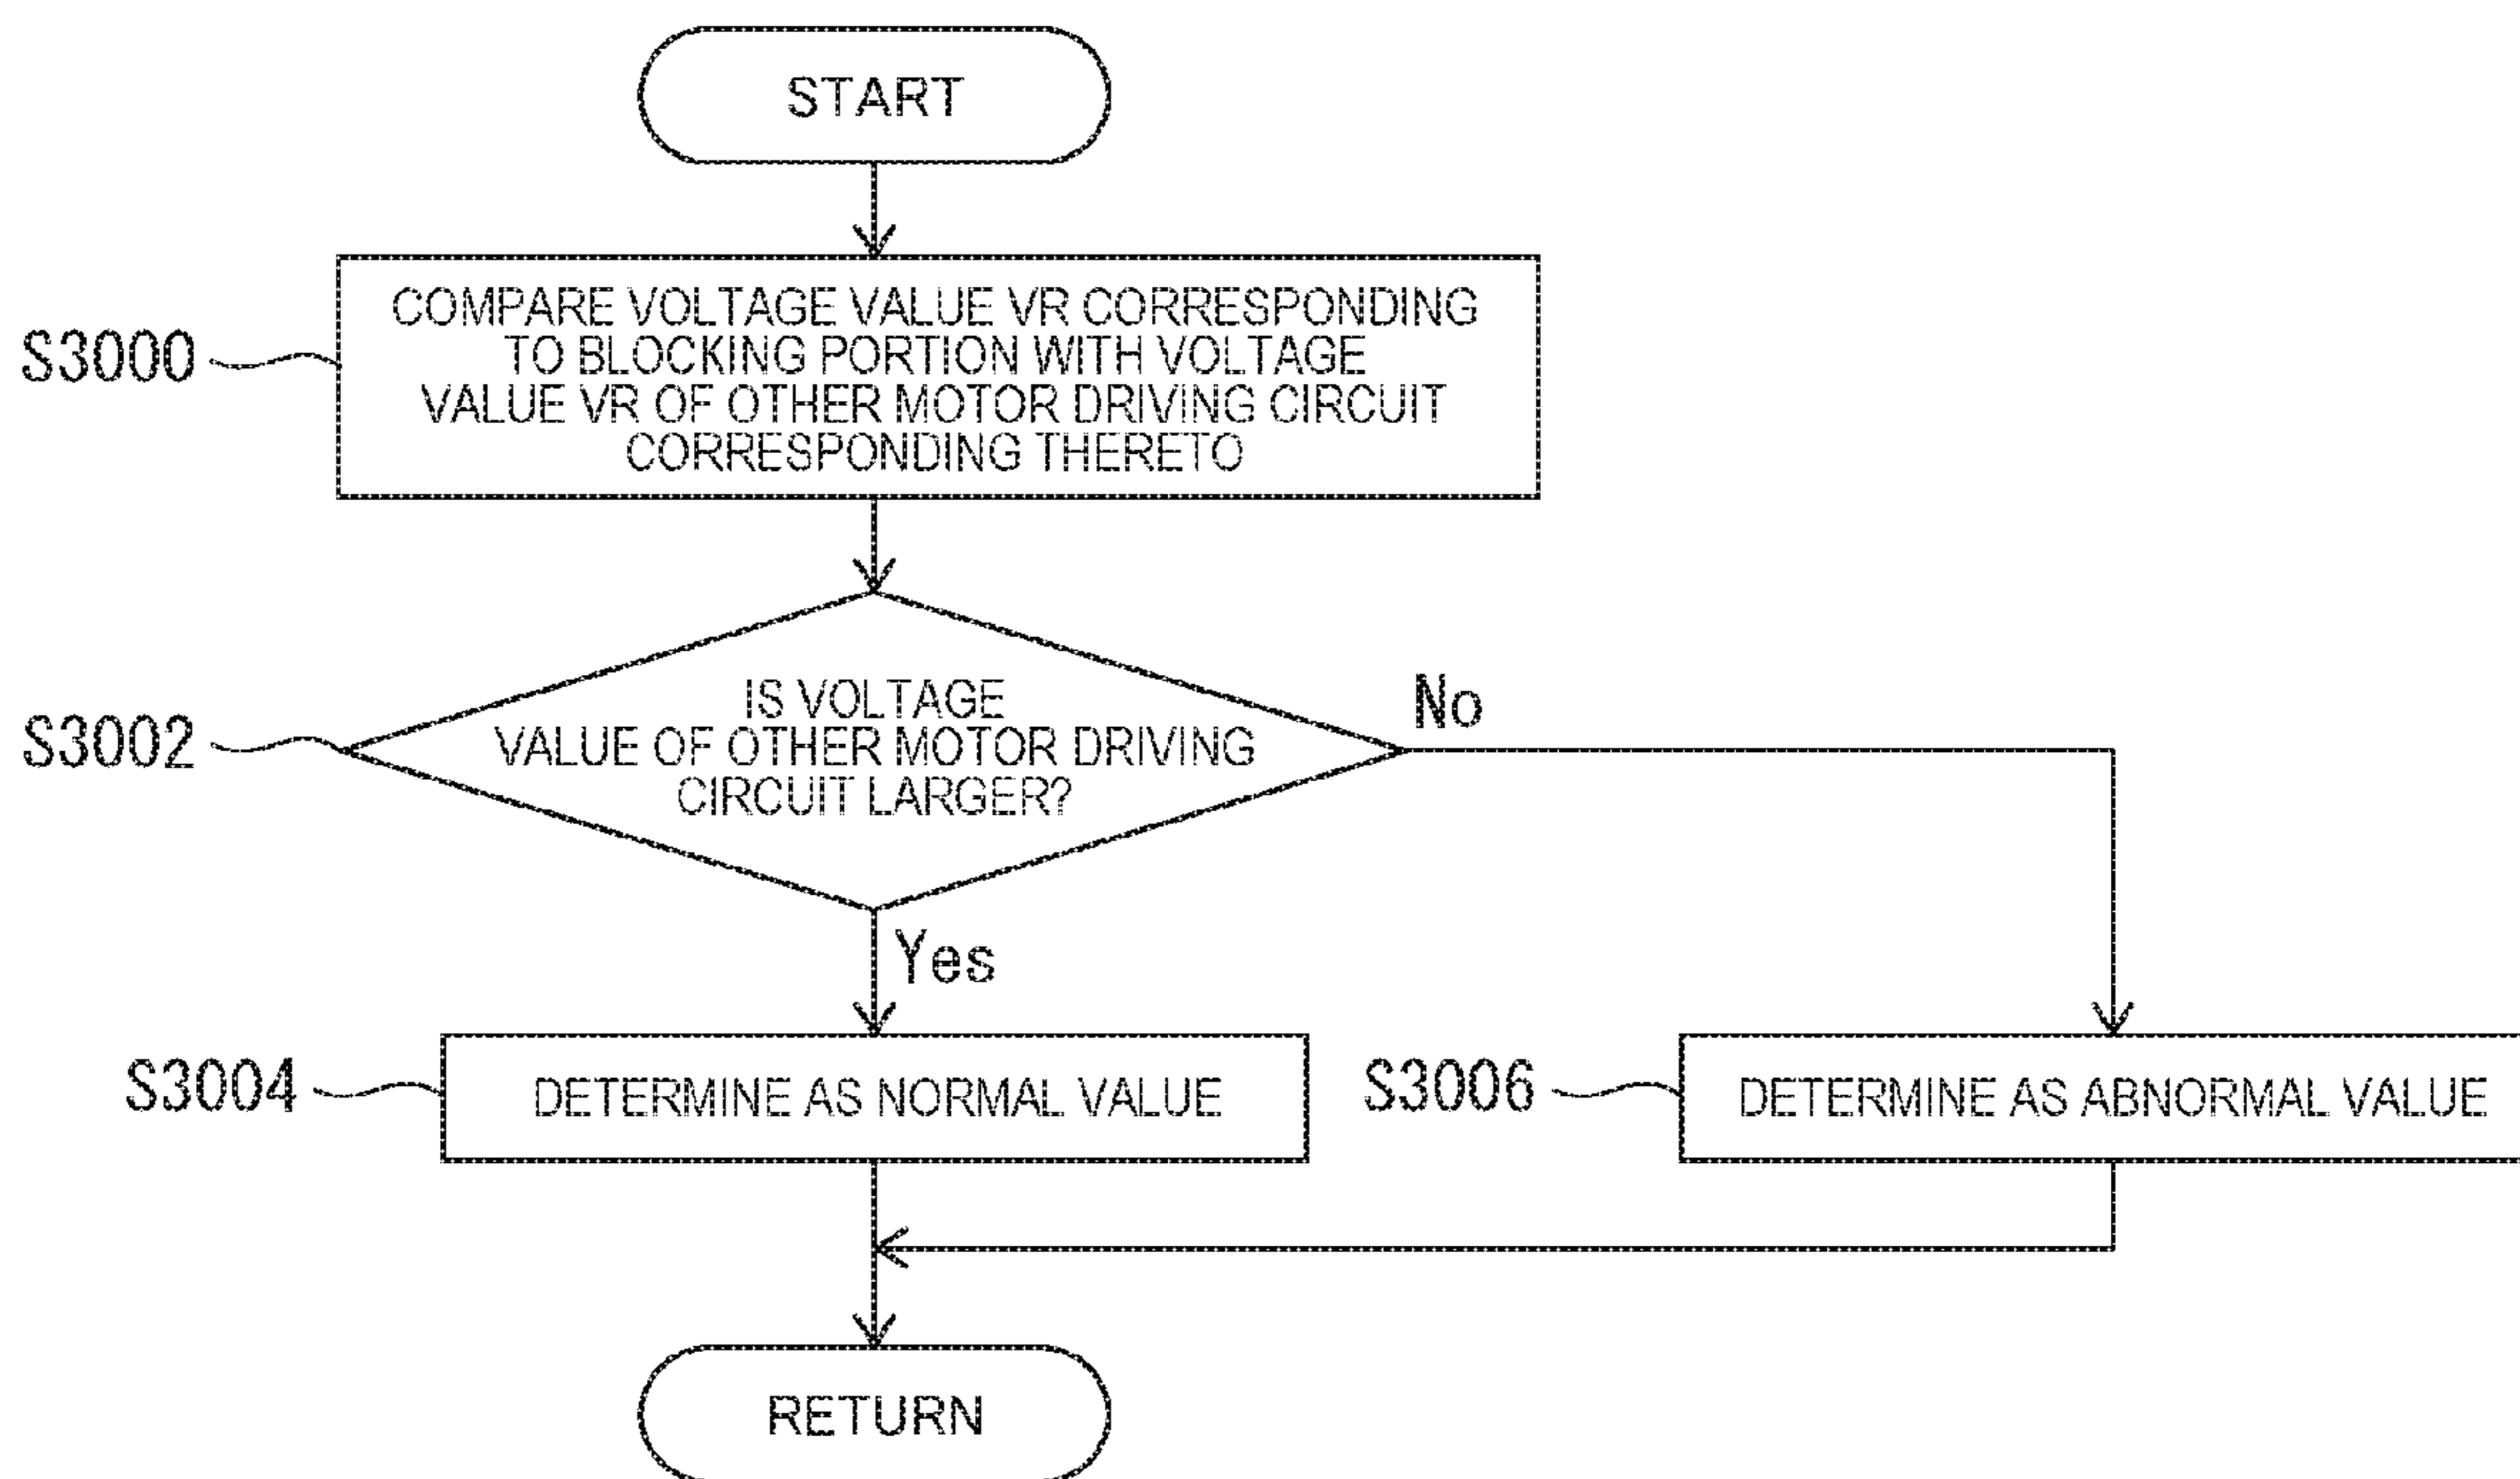 START
S3000
COMPARE VOLTAGE VALUE VR CORRESPONDING
TO BLOCKING PORTION WITH VOLTAGE
VALUE VR OF OTHER MOTOR DRIVING CIRCUIT
CORRESPONDING THERETO
S3002
IS VOLTAGE
VALUE OF OTHER MOTOR DRIVING
CIRCUIT LARGER?
No
Yes
S3004
DETERMINE AS NORMAL VALUE
S3006
DETERMINE AS ABNORMAL VALUE
RETURN